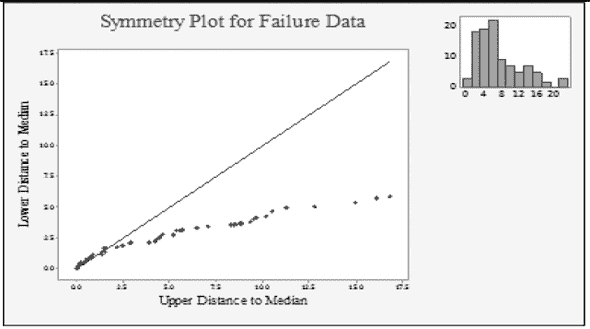 Symmetry Plot for Failure Data
20
10
0
0 4 8 12 16 20
Lower Distance to Median
17.5
15.0
12.5
10.0
7.5
5.0
2.5
0.0
0.0 2.5 5.0 7.5 10.0 12.5 15.0 17.5
Upper Distance to Median